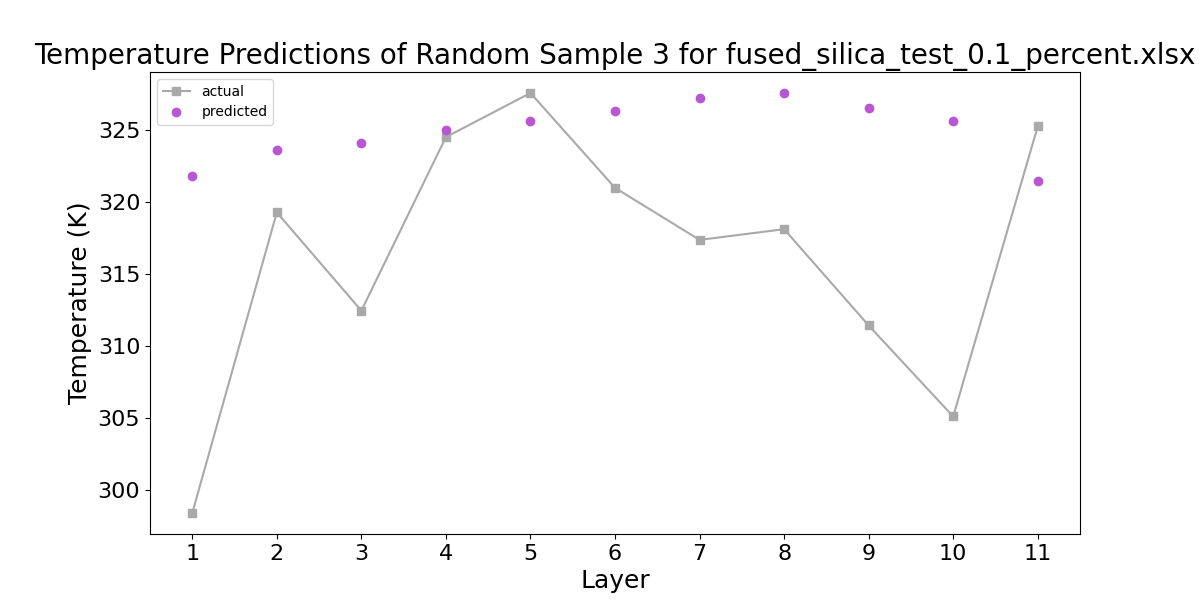 Temperature Predictions of Random Sample 3 for fused_silica_test_0.1_percent.xlsx
actual
predicted
Temperature (K)
325
320
315
310
305
300
1 2 3 4 5 6 7 8 9 10 11
Layer